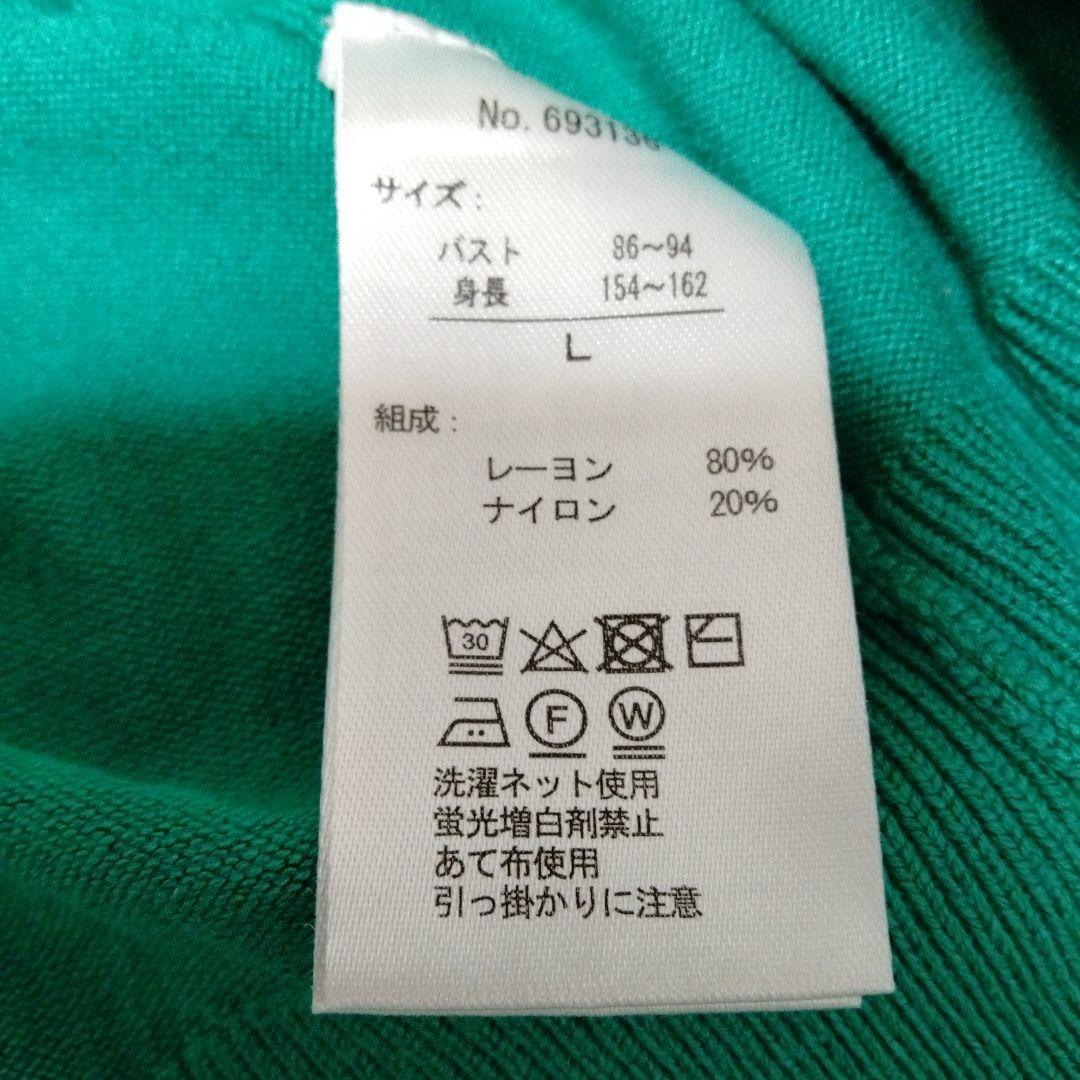 No. 693136
サイズ：
バスト 86～94
身長 154～162
L
組成：
レーヨン 80%
ナイロン 20%
30
F W
洗濯ネット使用
蛍光増白剤禁止
あて布使用
引っ掛かりに注意